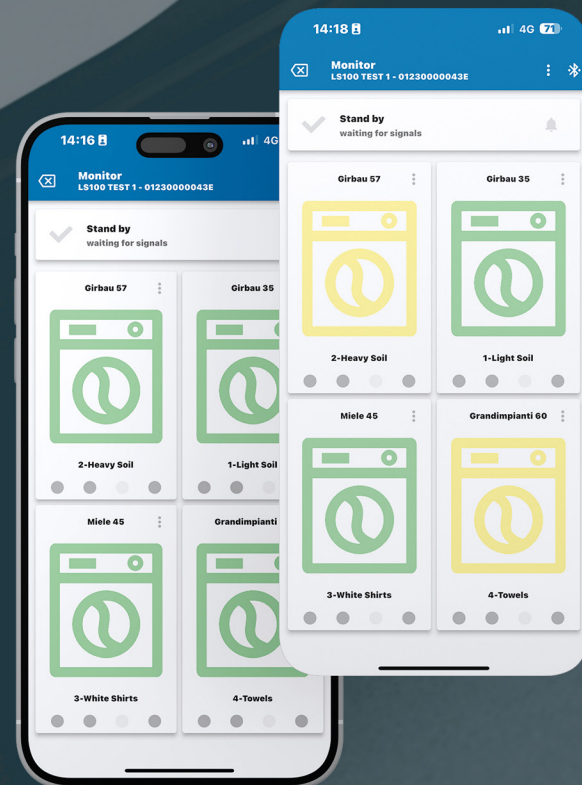 14:16
4G
Monitor
LS100 TEST 1 - 01230000043E
Stand by
waiting for signals
Girbau 57
Girbau 35
2-Heavy Soil
1-Light Soil
Miele 45
Grandimpianti
3-White Shirts
4-Towels
14:18
4G 71
Monitor
LS100 TEST 1 - 01230000043E
Stand by
waiting for signals
Girbau 57
Girbau 35
2-Heavy Soil
1-Light Soil
Miele 45
Grandimpianti 60
3-White Shirts
4-Towels